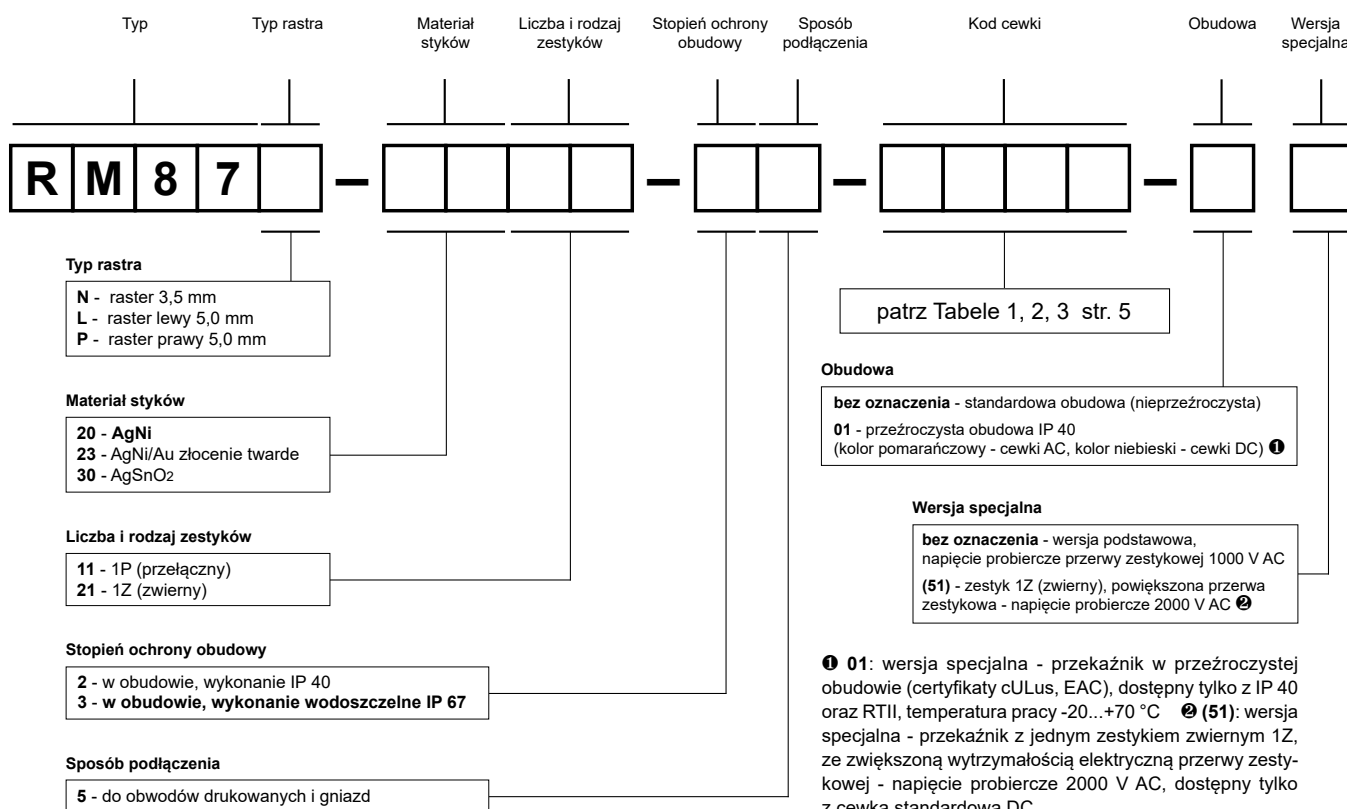 Typ
Typ rastra
Materiał
styków
Liczba i rodzaj
zestyków
Stopień ochrony
obudowy
Sposób
podłączenia
Kod cewki
Obudowa
Wersja
specjalna
R M 8 7 – – – –
Typ rastra
N - raster 3,5 mm
L - raster lewy 5,0 mm
P - raster prawy 5,0 mm
Materiał styków
20 - AgNi
23 - AgNi/Au złocenie twarde
30 - AgSnO2
Liczba i rodzaj zestyków
11 - 1P (przełączny)
21 - 1Z (zwierny)
Stopień ochrony obudowy
2 - w obudowie, wykonanie IP 40
3 - w obudowie, wykonanie wodoszczelne IP 67
Sposób podłączenia
5 - do obwodów drukowanych i gniazd
patrz Tabele 1, 2, 3 str. 5
Obudowa
bez oznaczenia - standardowa obudowa (nieprzeźroczysta)
01 - przeźroczysta obudowa IP 40
(kolor pomarańczowy - cewki AC, kolor niebieski - cewki DC) ❶
Wersja specjalna
bez oznaczenia - wersja podstawowa,
napięcie probiercze przerwy zestykowej 1000 V AC
(51) - zestyk 1Z (zwierny), powiększona przerwa
zestykowa - napięcie probiercze 2000 V AC ❷
❶ 01: wersja specjalna - przekaźnik w przeźroczystej
obudowie (certyfikaty cULus, EAC), dostępny tylko z IP 40
oraz RTII, temperatura pracy -20...+70 °C ❷ (51): wersja
specjalna - przekaźnik z jednym zestykiem zwiernym 1Z,
ze zwiększoną wytrzymałością elektryczną przerwy zesty-
kowej - napięcie probiercze 2000 V AC, dostępny tylko
z cewką standardową DC